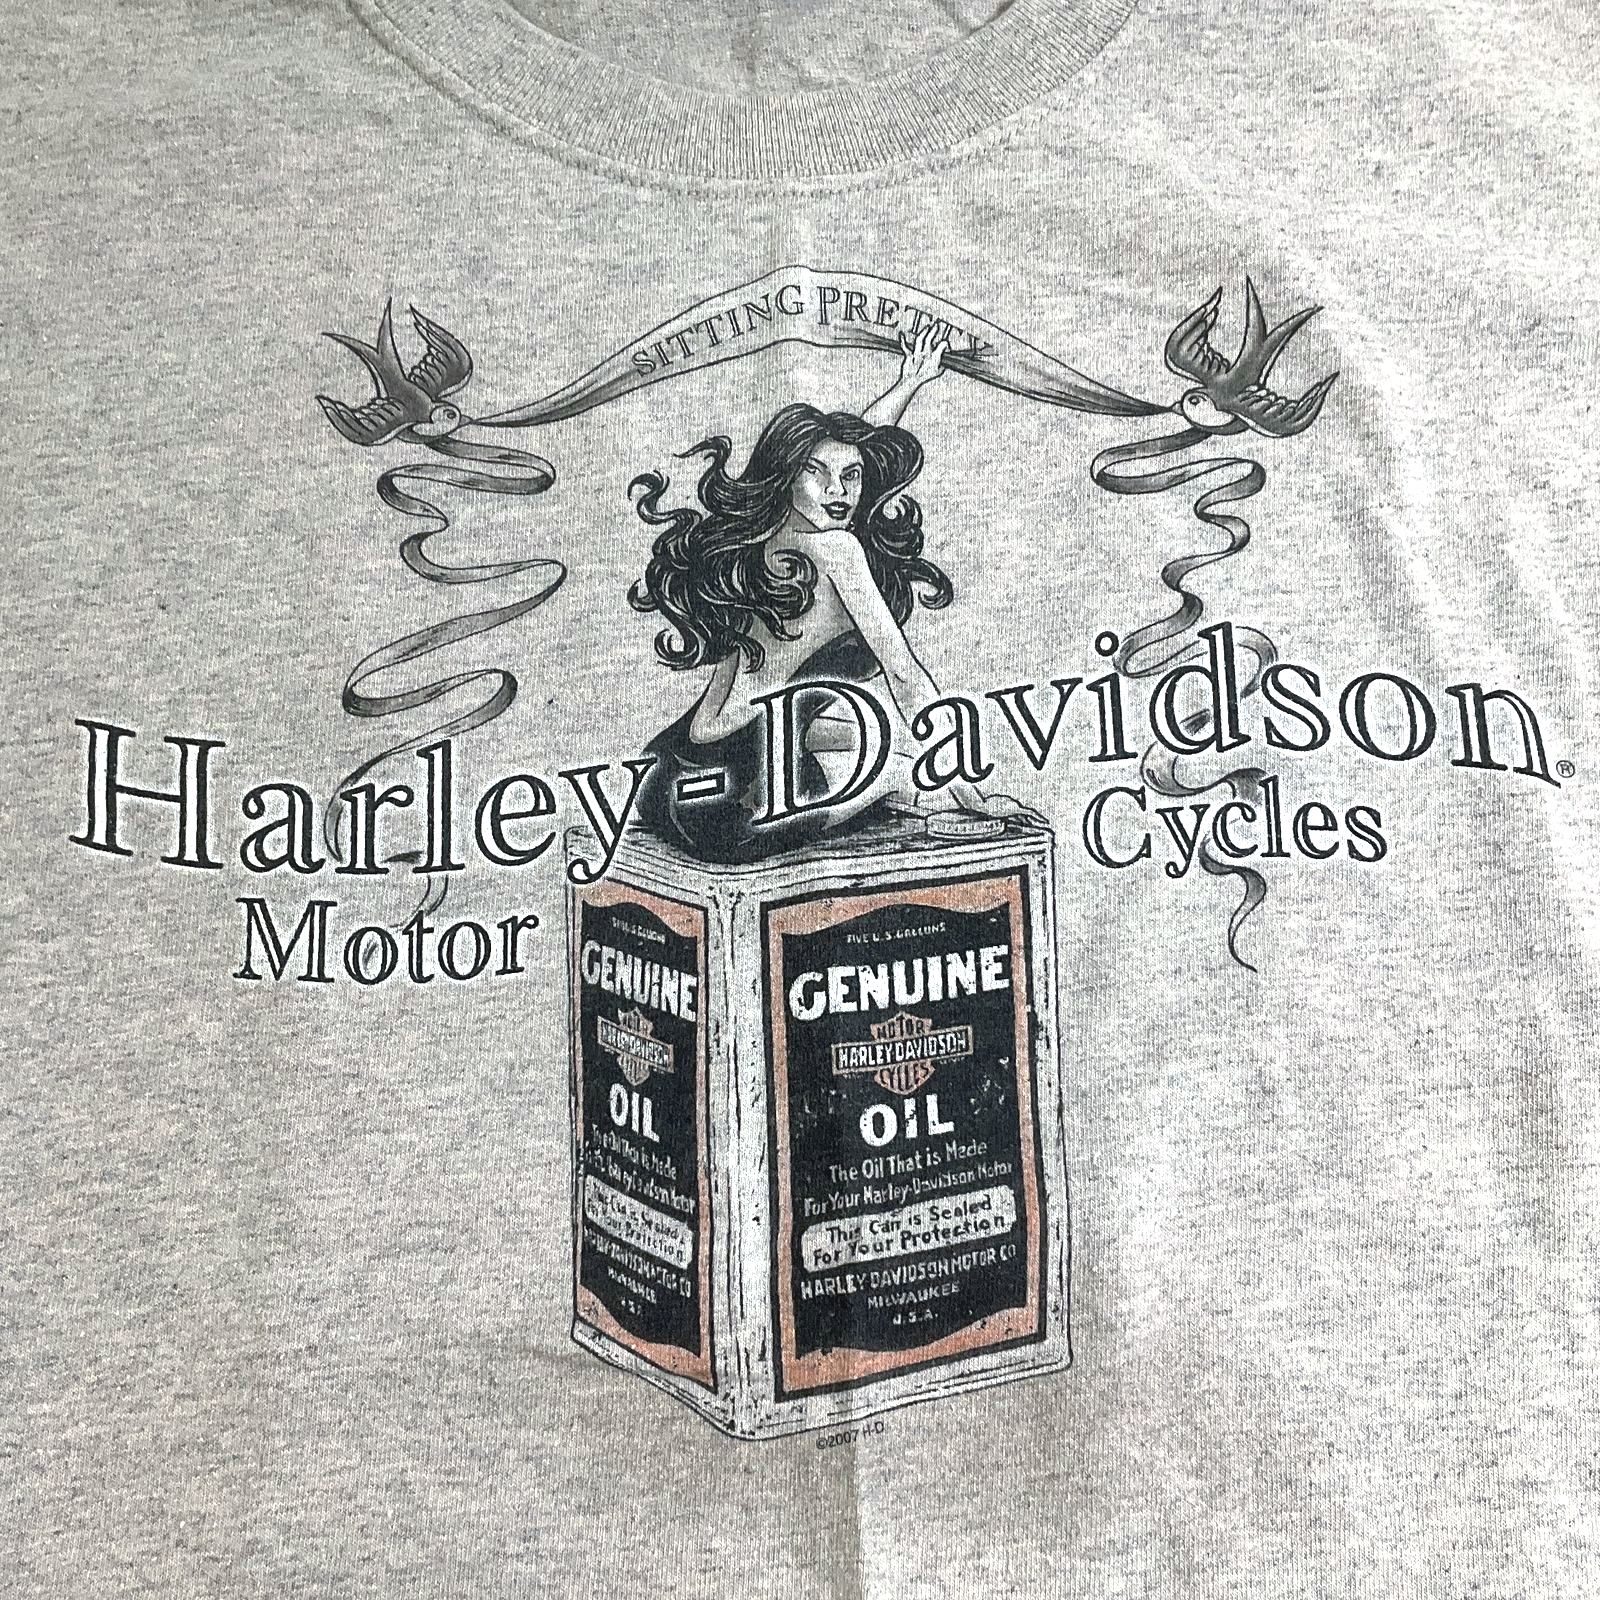 SITTING PRETTY
Harley-Davidson®
Motor Cycles
GENUINE
OIL
FIVE U.S. GALLONS
GENUINE
MOTOR
HARLEY-DAVIDSON
CYCLES
OIL
The Oil That is Made
For Your Harley-Davidson Motor
This Can is Sealed
For Your Protection
HARLEY-DAVIDSON MOTOR CO
MILWAUKEE
U.S.A.
©2007 H-D